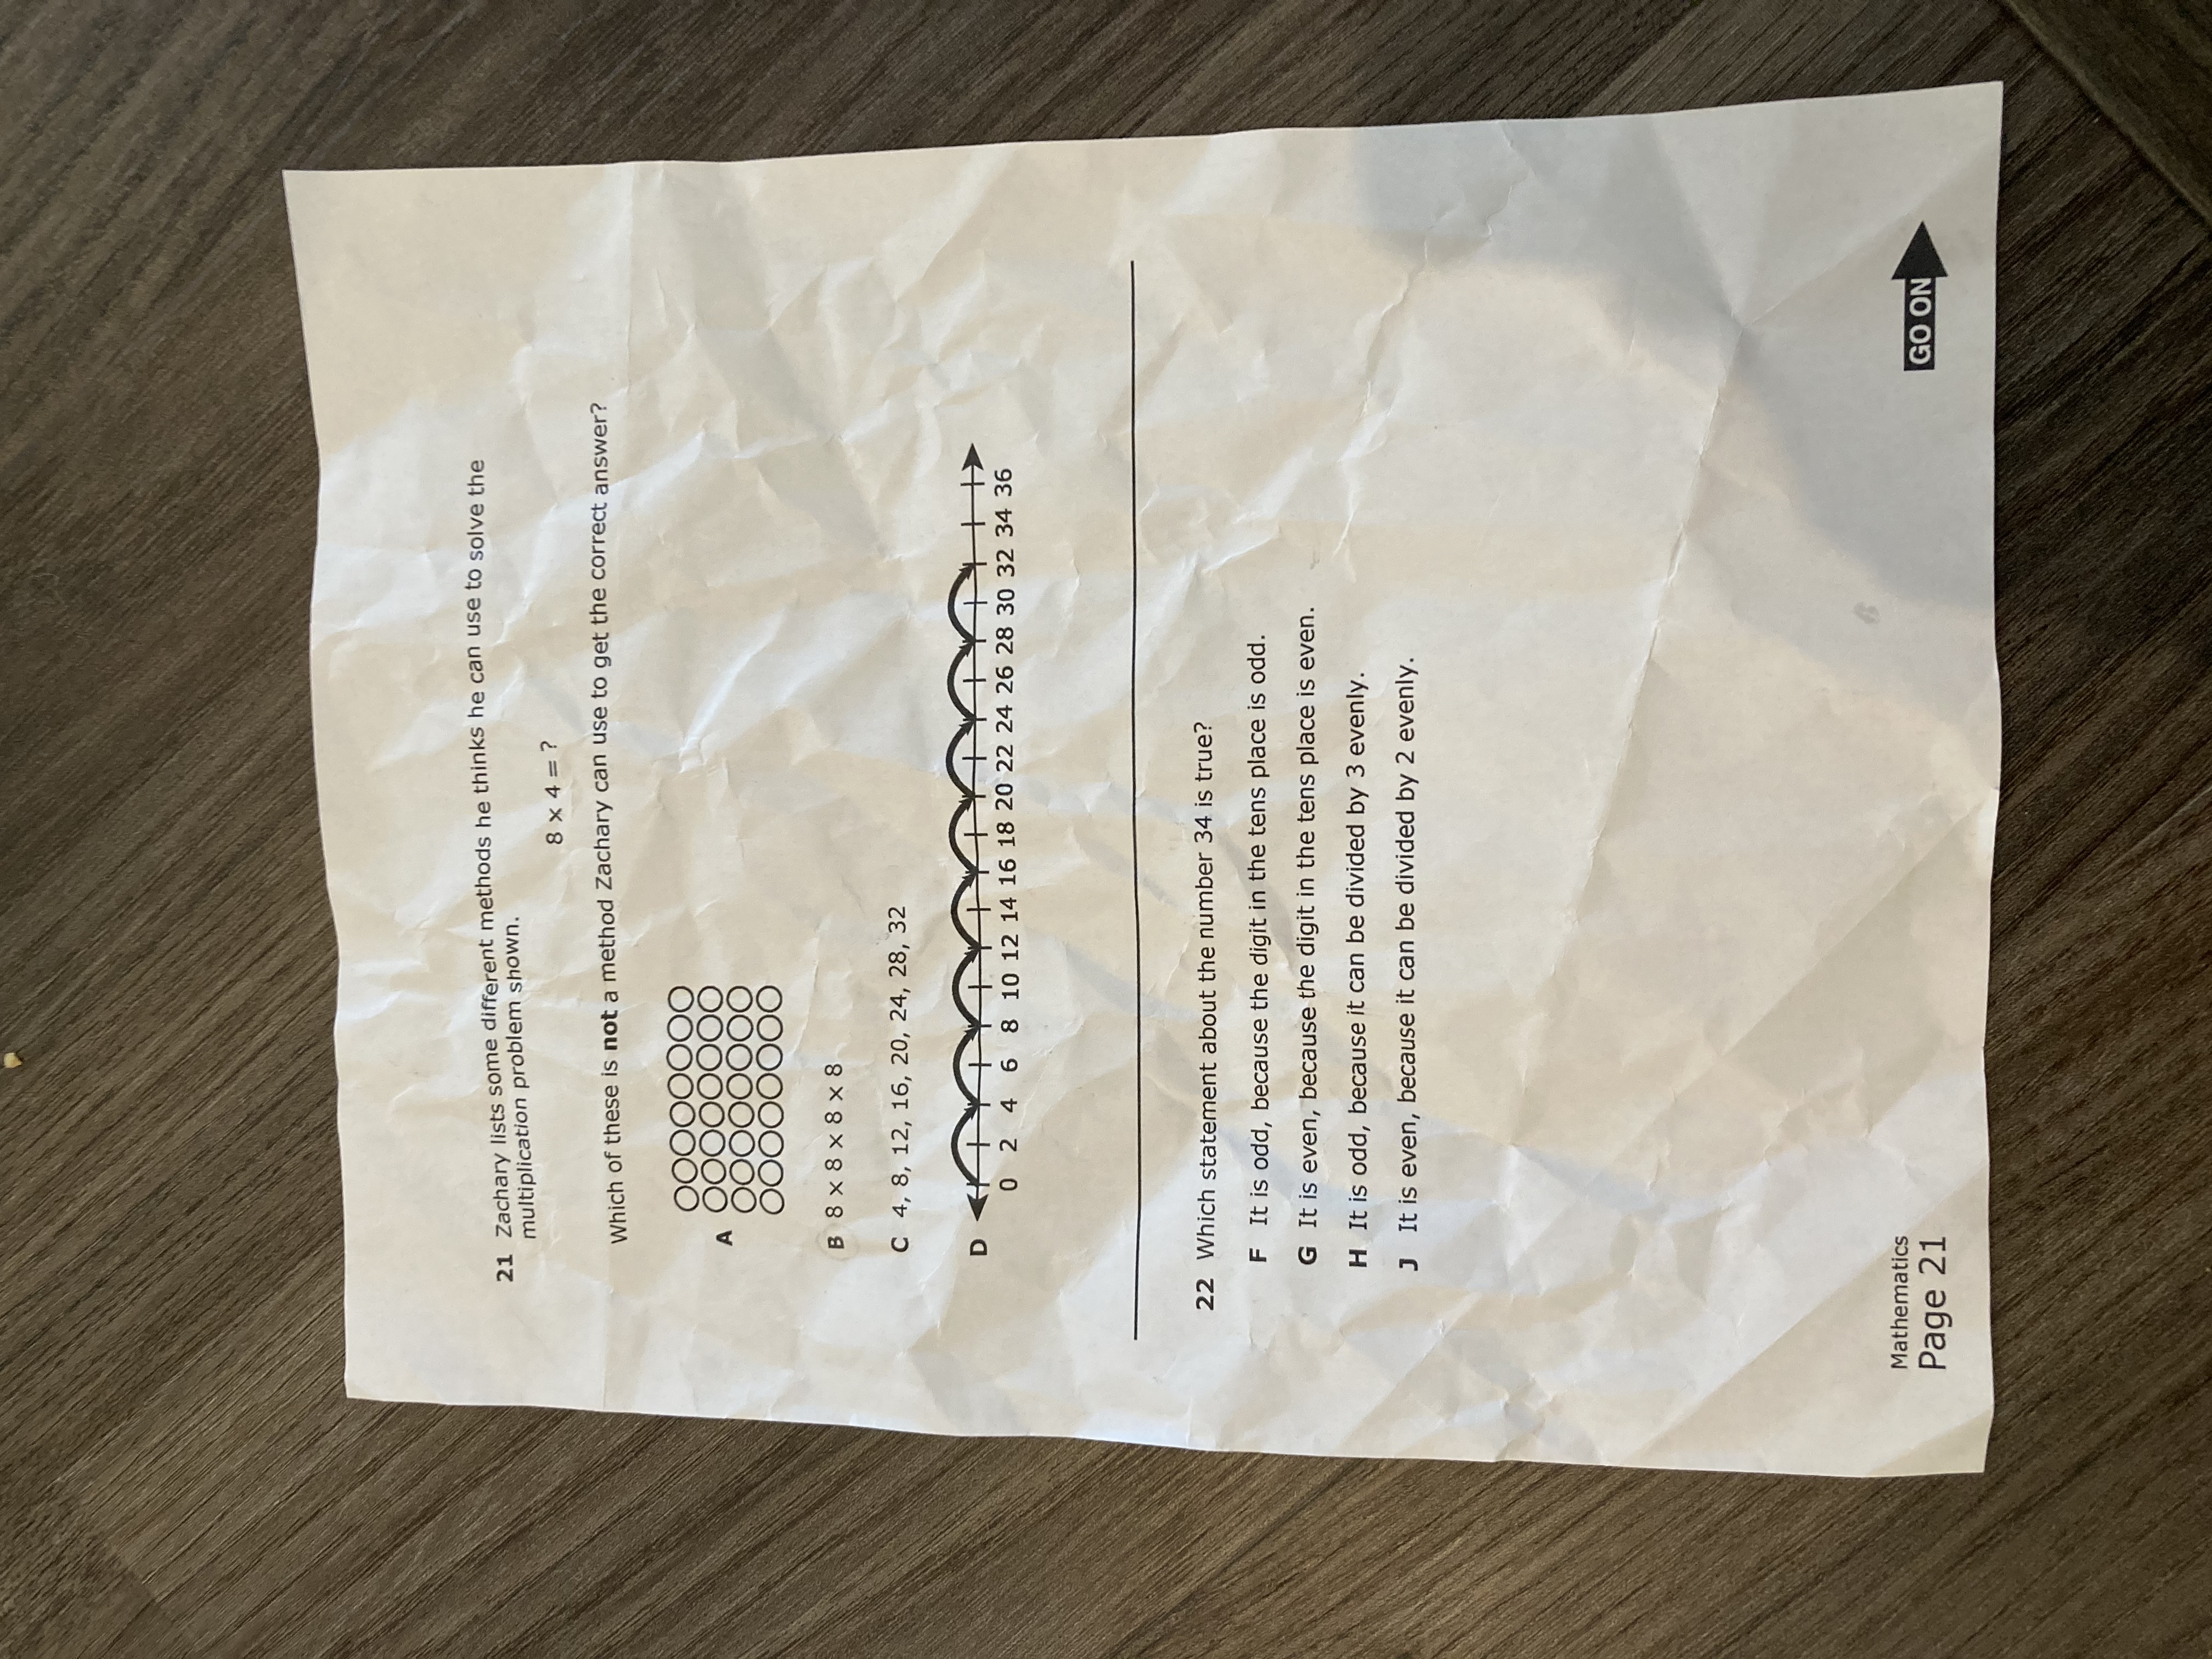 21 Zachary lists some different methods he thinks he can use to solve the
multiplication problem shown.
8 × 4 = ?
Which of these is not a method Zachary can use to get the correct answer?
A
B 8 × 8 × 8 × 8
C 4, 8, 12, 16, 20, 24, 28, 32
D
0 2 4 6 8 10 12 14 16 18 20 22 24 26 28 30 32 34 36
22 Which statement about the number 34 is true?
F It is odd, because the digit in the tens place is odd.
G It is even, because the digit in the tens place is even.
H It is odd, because it can be divided by 3 evenly.
J It is even, because it can be divided by 2 evenly.
Mathematics
Page 21
GO ON